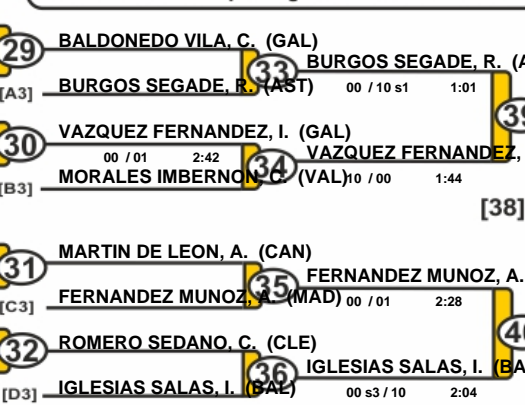 29
BALDONEDO VILA, C. (GAL)
33
BURGOS SEGADE, R. (A
[A3]
BURGOS SEGADE, R. (AST)
00 / 10 s1 1:01
39
30
VAZQUEZ FERNANDEZ, I. (GAL)
00 / 01 2:42
34
VAZQUEZ FERNANDEZ,
[B3]
MORALES IMBERNON, C. (VAL)
10 / 00 1:44
[38]
31
MARTIN DE LEON, A. (CAN)
35
FERNANDEZ MUNOZ, A.
[C3]
FERNANDEZ MUNOZ, A. (MAD)
00 / 01 2:28
40
32
ROMERO SEDANO, C. (CLE)
36
IGLESIAS SALAS, I. (BA
[D3]
IGLESIAS SALAS, I. (BAL)
00 s3 / 10 2:04